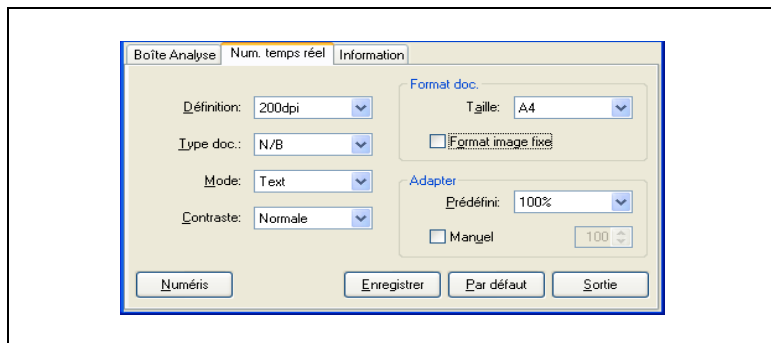 Boîte Analyse Num. temps réel Information
Définition: 200dpi
Type doc.: N/B
Mode: Text
Contraste: Normale
Format doc.
Taille: A4
Format image fixe
Adapter
Prédéfini: 100%
Manuel 100
Numéris Enregistrer Par défaut Sortie